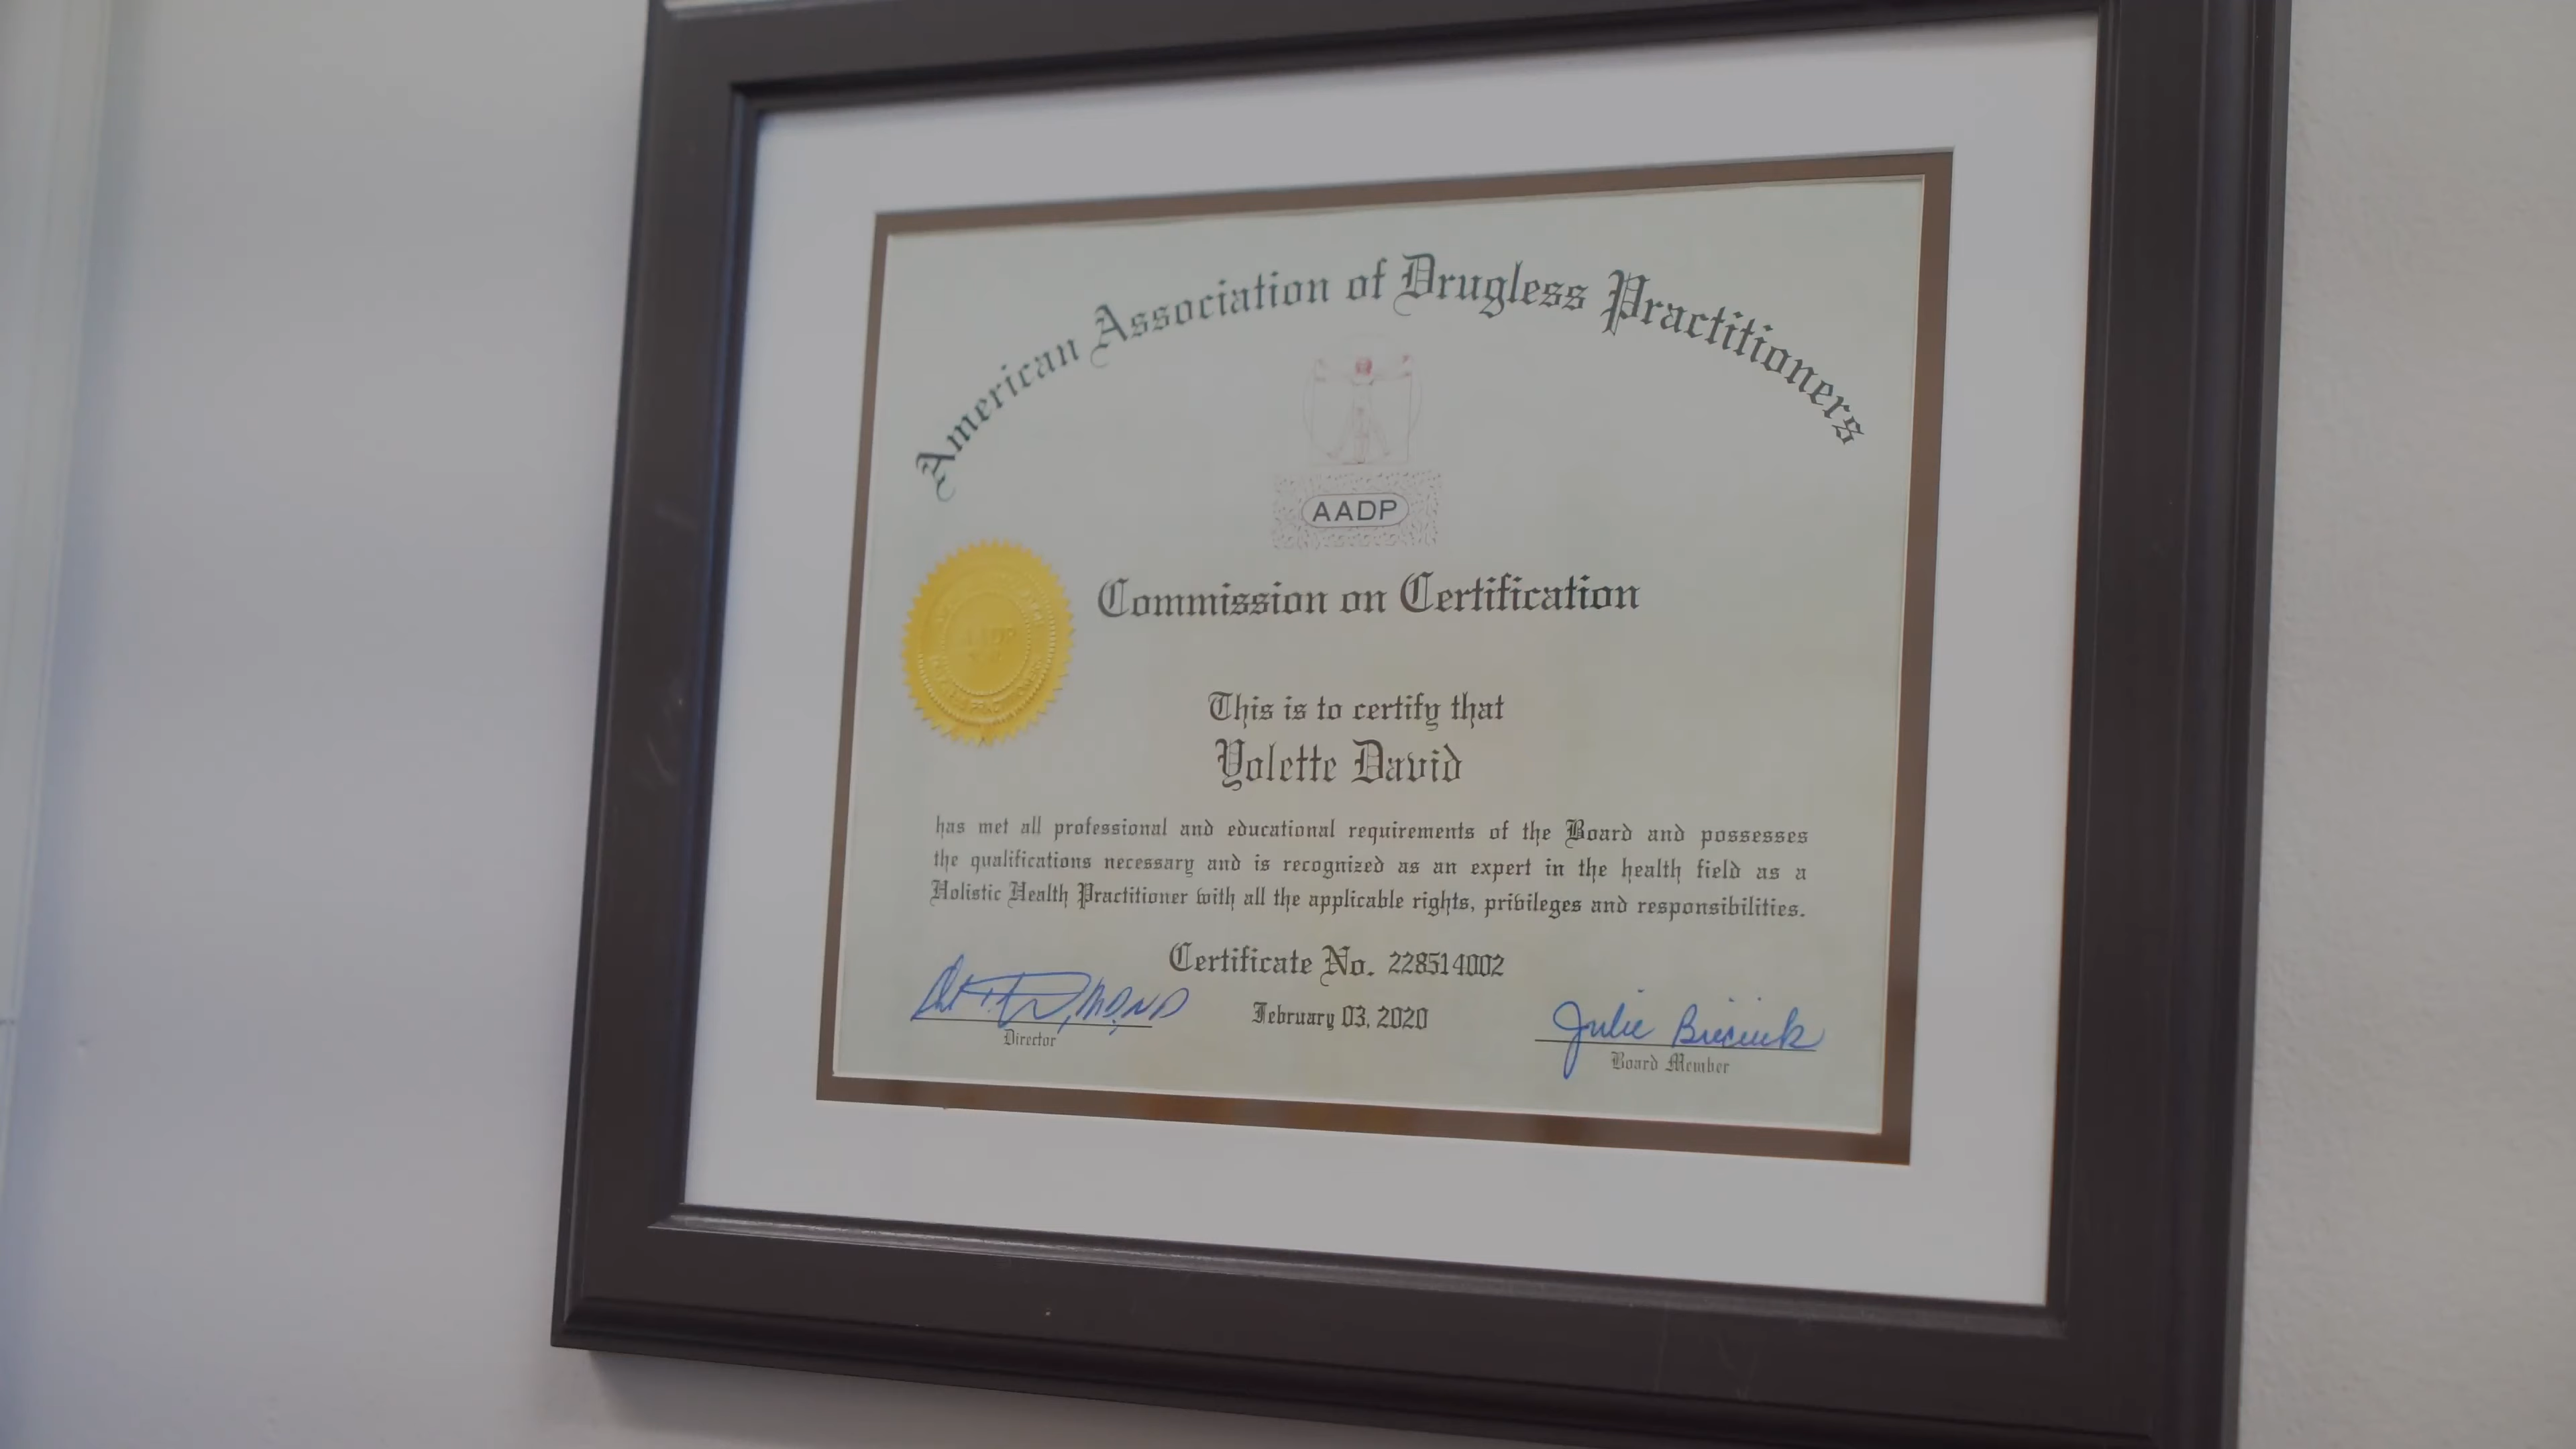 American Association of Drugless Practitioners
AADP
Commission on Certification
This is to certify that
Yolette David
has met all professional and educational requirements of the Board and possesses
the qualifications necessary and is recognized as an expert in the health field as a
Holistic Health Practitioner with all the applicable rights, privileges and responsibilities.
Certificate No. 228514002
February 03, 2020
MD, ND
Director
Julie
Board Member